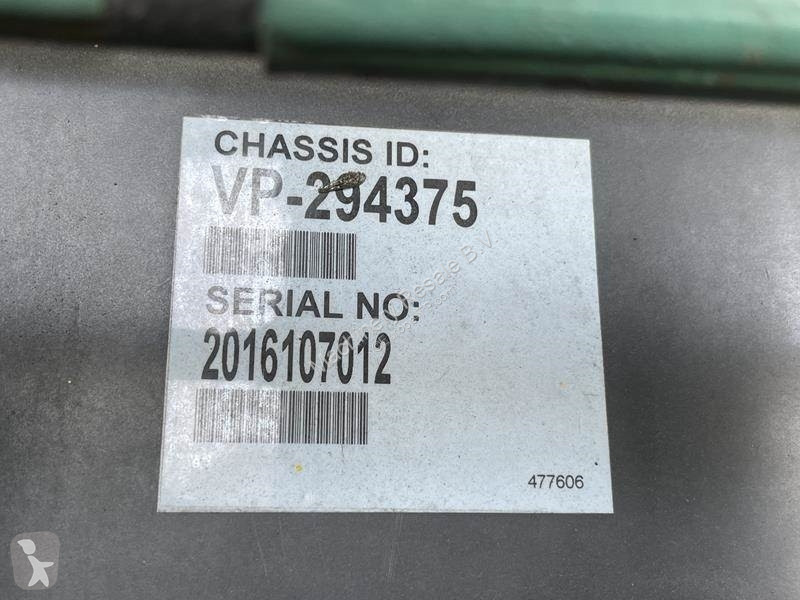 CHASSIS ID:
VP-294375
SERIAL NO:
2016107012
477606